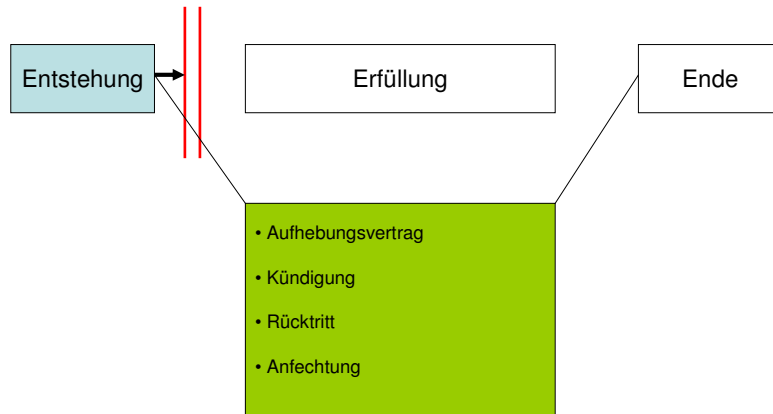 Entstehung
Erfüllung
Ende
• Aufhebungsvertrag
• Kündigung
• Rücktritt
• Anfechtung